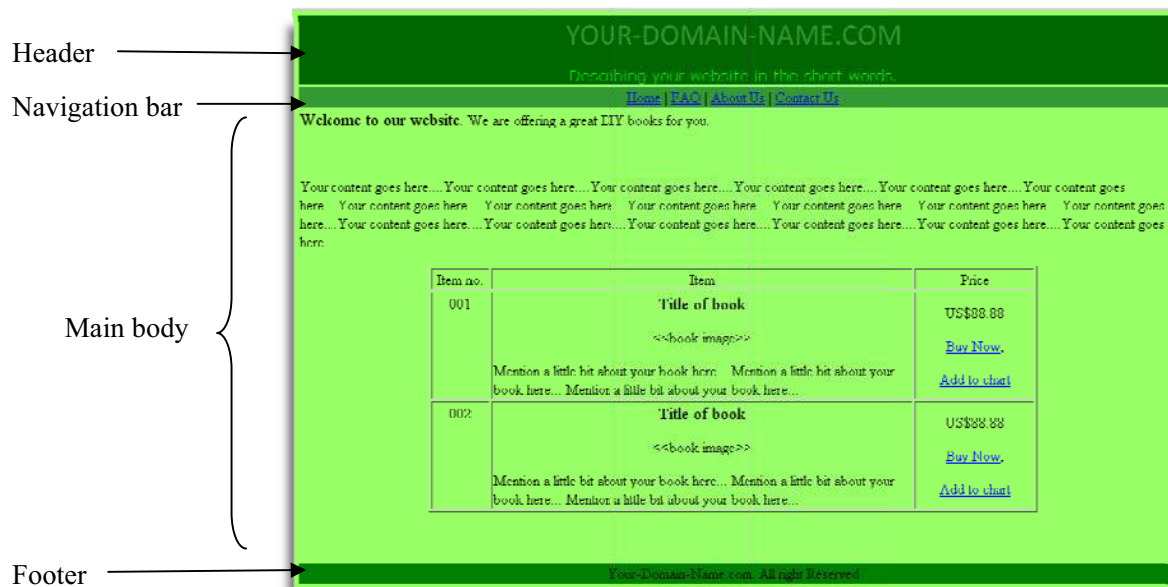 Header
YOUR-DOMAIN-NAME.COM
Describing your website in the short words.
Navigation bar
Home | FAQ | About Us | Contact Us
Welcome to our website. We are offering a great DIY books for you.
Your content goes here.... Your content goes here.... Your content goes here.... Your content goes here.... Your content goes here.... Your content goes
here... Your content goes here... Your content goes here... Your content goes here... Your content goes here... Your content goes here... Your content goes
here.... Your content goes here.... Your content goes here.... Your content goes here.... Your content goes here.... Your content goes here.... Your content goes
here
Main body
Item no. Item Price
001 Title of book US$88.88
<<book image>>
Buy Now,
Mention a little bit about your book here... Mention a little bit about your
book here... Mention a little bit about your book here...
Add to chart
002 Title of book US$88.88
<<book image>>
Buy Now,
Mention a little bit about your book here... Mention a little bit about your
book here... Mention a little bit about your book here...
Add to chart
Footer
Your-Domain-Name.com. All right Reserved